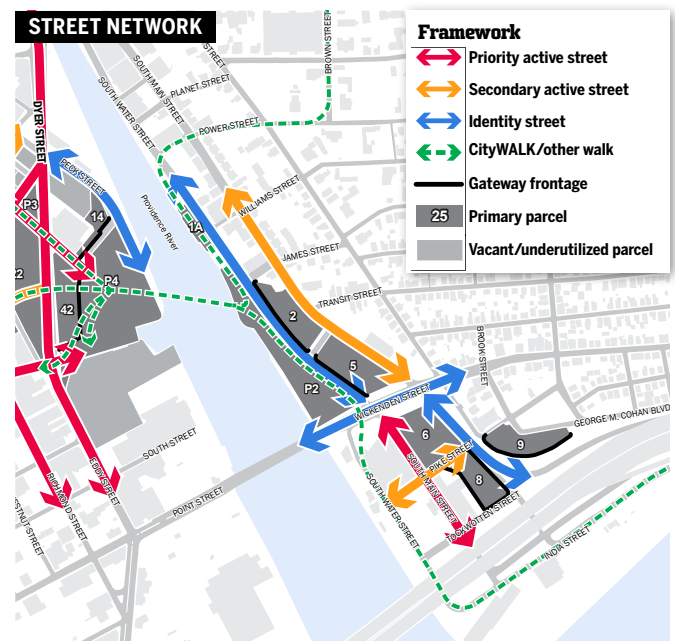 STREET NETWORK
Framework
Priority active street
Secondary active street
Identity street
CityWALK/other walk
Gateway frontage
25 Primary parcel
Vacant/underutilized parcel
BROWN STREET
SOUTH MAIN STREET
PLANET STREET
SOUTH WATER STREET
POWER STREET
DYER STREET
PECK STREET
WILLIAMS STREET
P3
14
Providence River
1A
JAMES STREET
P4
42
2
TRANSIT STREET
5
P2
BROOK STREET
WICKENDEN STREET
GEORGE M. COHAN BLVD
6
9
PIKE STREET
8
SOUTH MAIN STREET
SOUTH STREET
EDDY STREET
RICHMOND STREET
POINT STREET
SOUTH WATER STREET
TOCKWOTTEN STREET
INDIA STREET